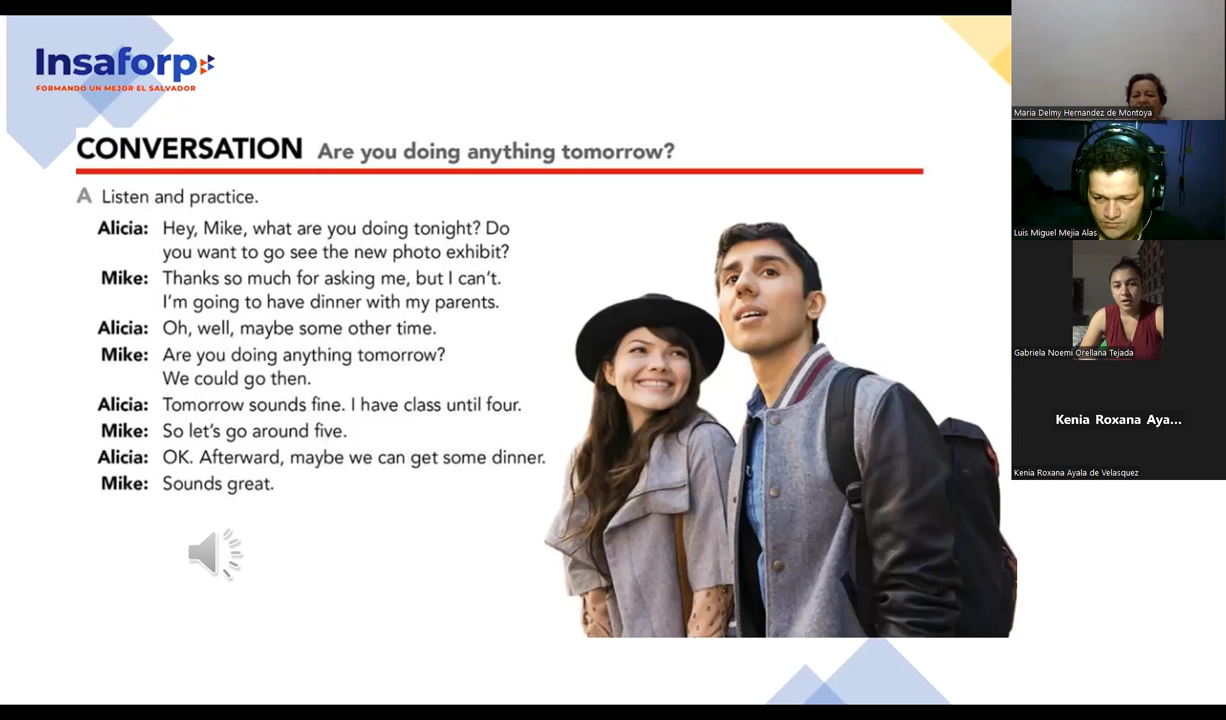 Insaforp
FORMANDO UN MEJOR EL SALVADOR
CONVERSATION Are you doing anything tomorrow?
A Listen and practice.
Alicia: Hey, Mike, what are you doing tonight? Do
you want to go see the new photo exhibit?
Mike: Thanks so much for asking me, but I can't.
I'm going to have dinner with my parents.
Alicia: Oh, well, maybe some other time.
Mike: Are you doing anything tomorrow?
We could go then.
Alicia: Tomorrow sounds fine. I have class until four.
Mike: So let's go around five.
Alicia: OK. Afterward, maybe we can get some dinner.
Mike: Sounds great.
Maria Delmy Hernandez de Montoya
Luis Miguel Mejia Alas
Gabriela Noemi Orellana Tejada
Kenia Roxana Aya...
Kenia Roxana Ayala de Velasquez